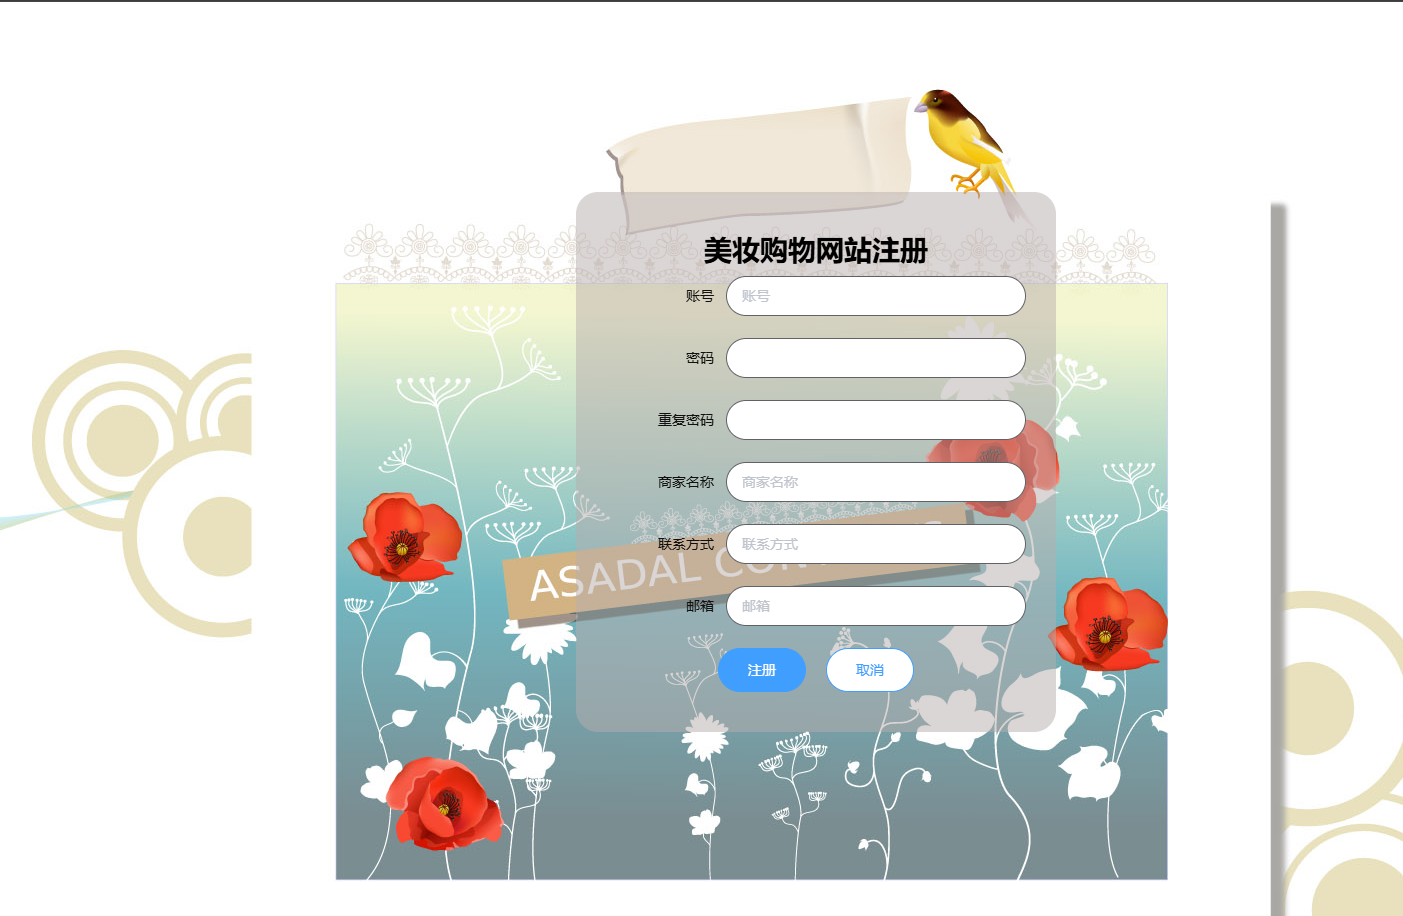 美妆购物网站注册
账号 账号
密码
重复密码
商家名称 商家名称
联系方式 联系方式
ASADAL
邮箱 邮箱
注册 取消